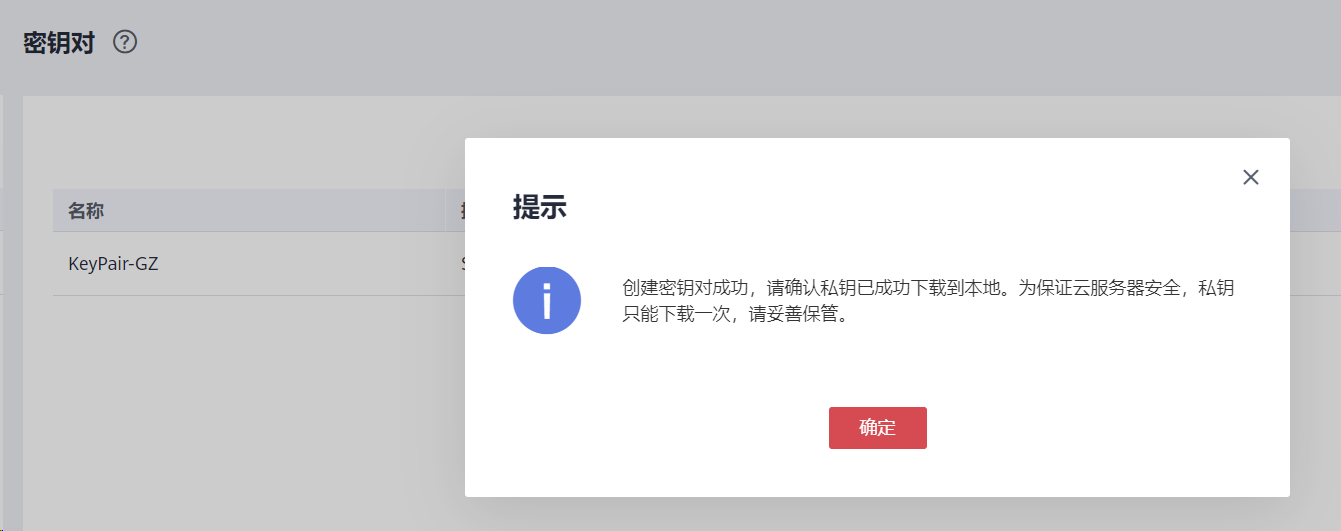 密钥对 ?
提示
名称
KeyPair-GZ
创建密钥对成功，请确认私钥已成功下载到本地。为保证云服务器安全，私钥
只能下载一次，请妥善保管。
确定